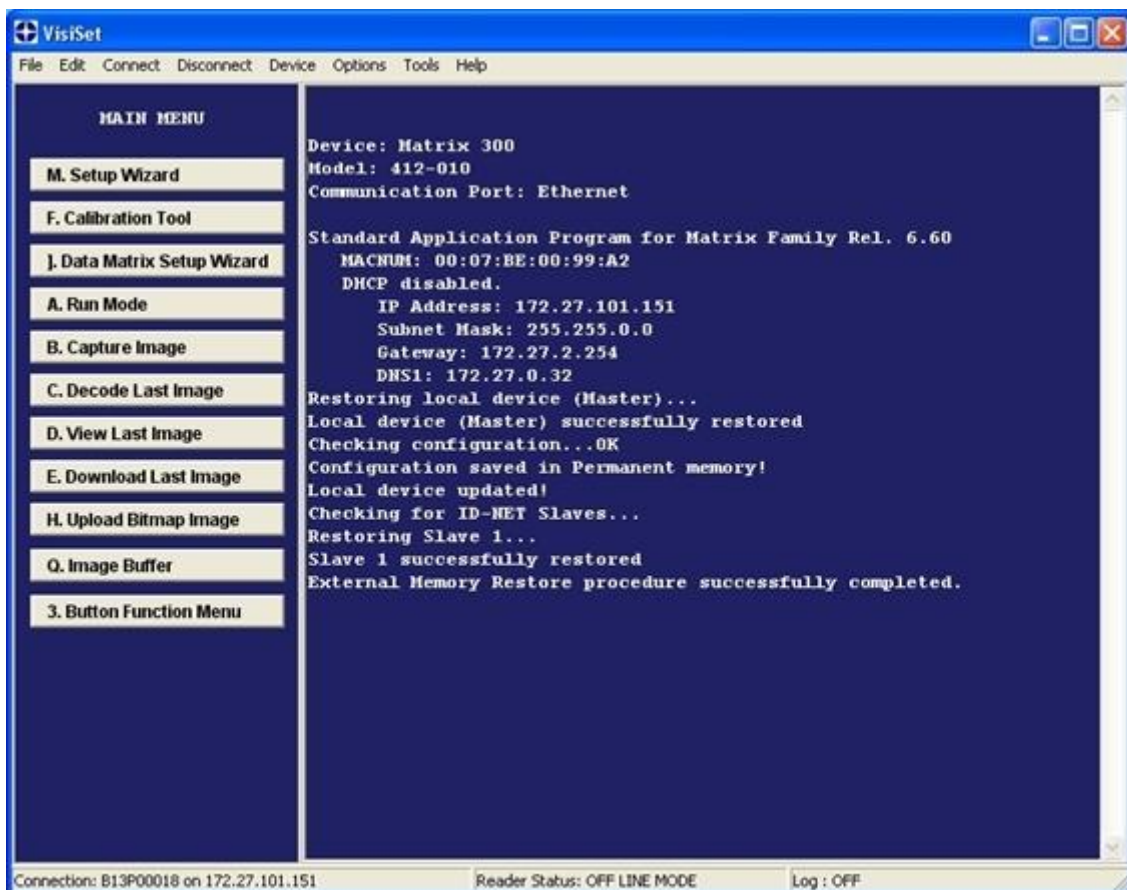 VisiSet
File Edit Connect Disconnect Device Options Tools Help
MAIN MENU
M. Setup Wizard
F. Calibration Tool
]. Data Matrix Setup Wizard
A. Run Mode
B. Capture Image
C. Decode Last Image
D. View Last Image
E. Download Last Image
H. Upload Bitmap Image
Q. Image Buffer
3. Button Function Menu
Device: Matrix 300
Model: 412-010
Communication Port: Ethernet
Standard Application Program for Matrix Family Rel. 6.60
MACNUM: 00:07:BE:00:99:A2
DHCP disabled.
IP Address: 172.27.101.151
Subnet Mask: 255.255.0.0
Gateway: 172.27.2.254
DNS1: 172.27.0.32
Restoring local device (Master)...
Local device (Master) successfully restored
Checking configuration...OK
Configuration saved in Permanent memory!
Local device updated!
Checking for ID-NET Slaves...
Restoring Slave 1...
Slave 1 successfully restored
External Memory Restore procedure successfully completed.
Connection: B13P00018 on 172.27.101.151
Reader Status: OFF LINE MODE
Log : OFF